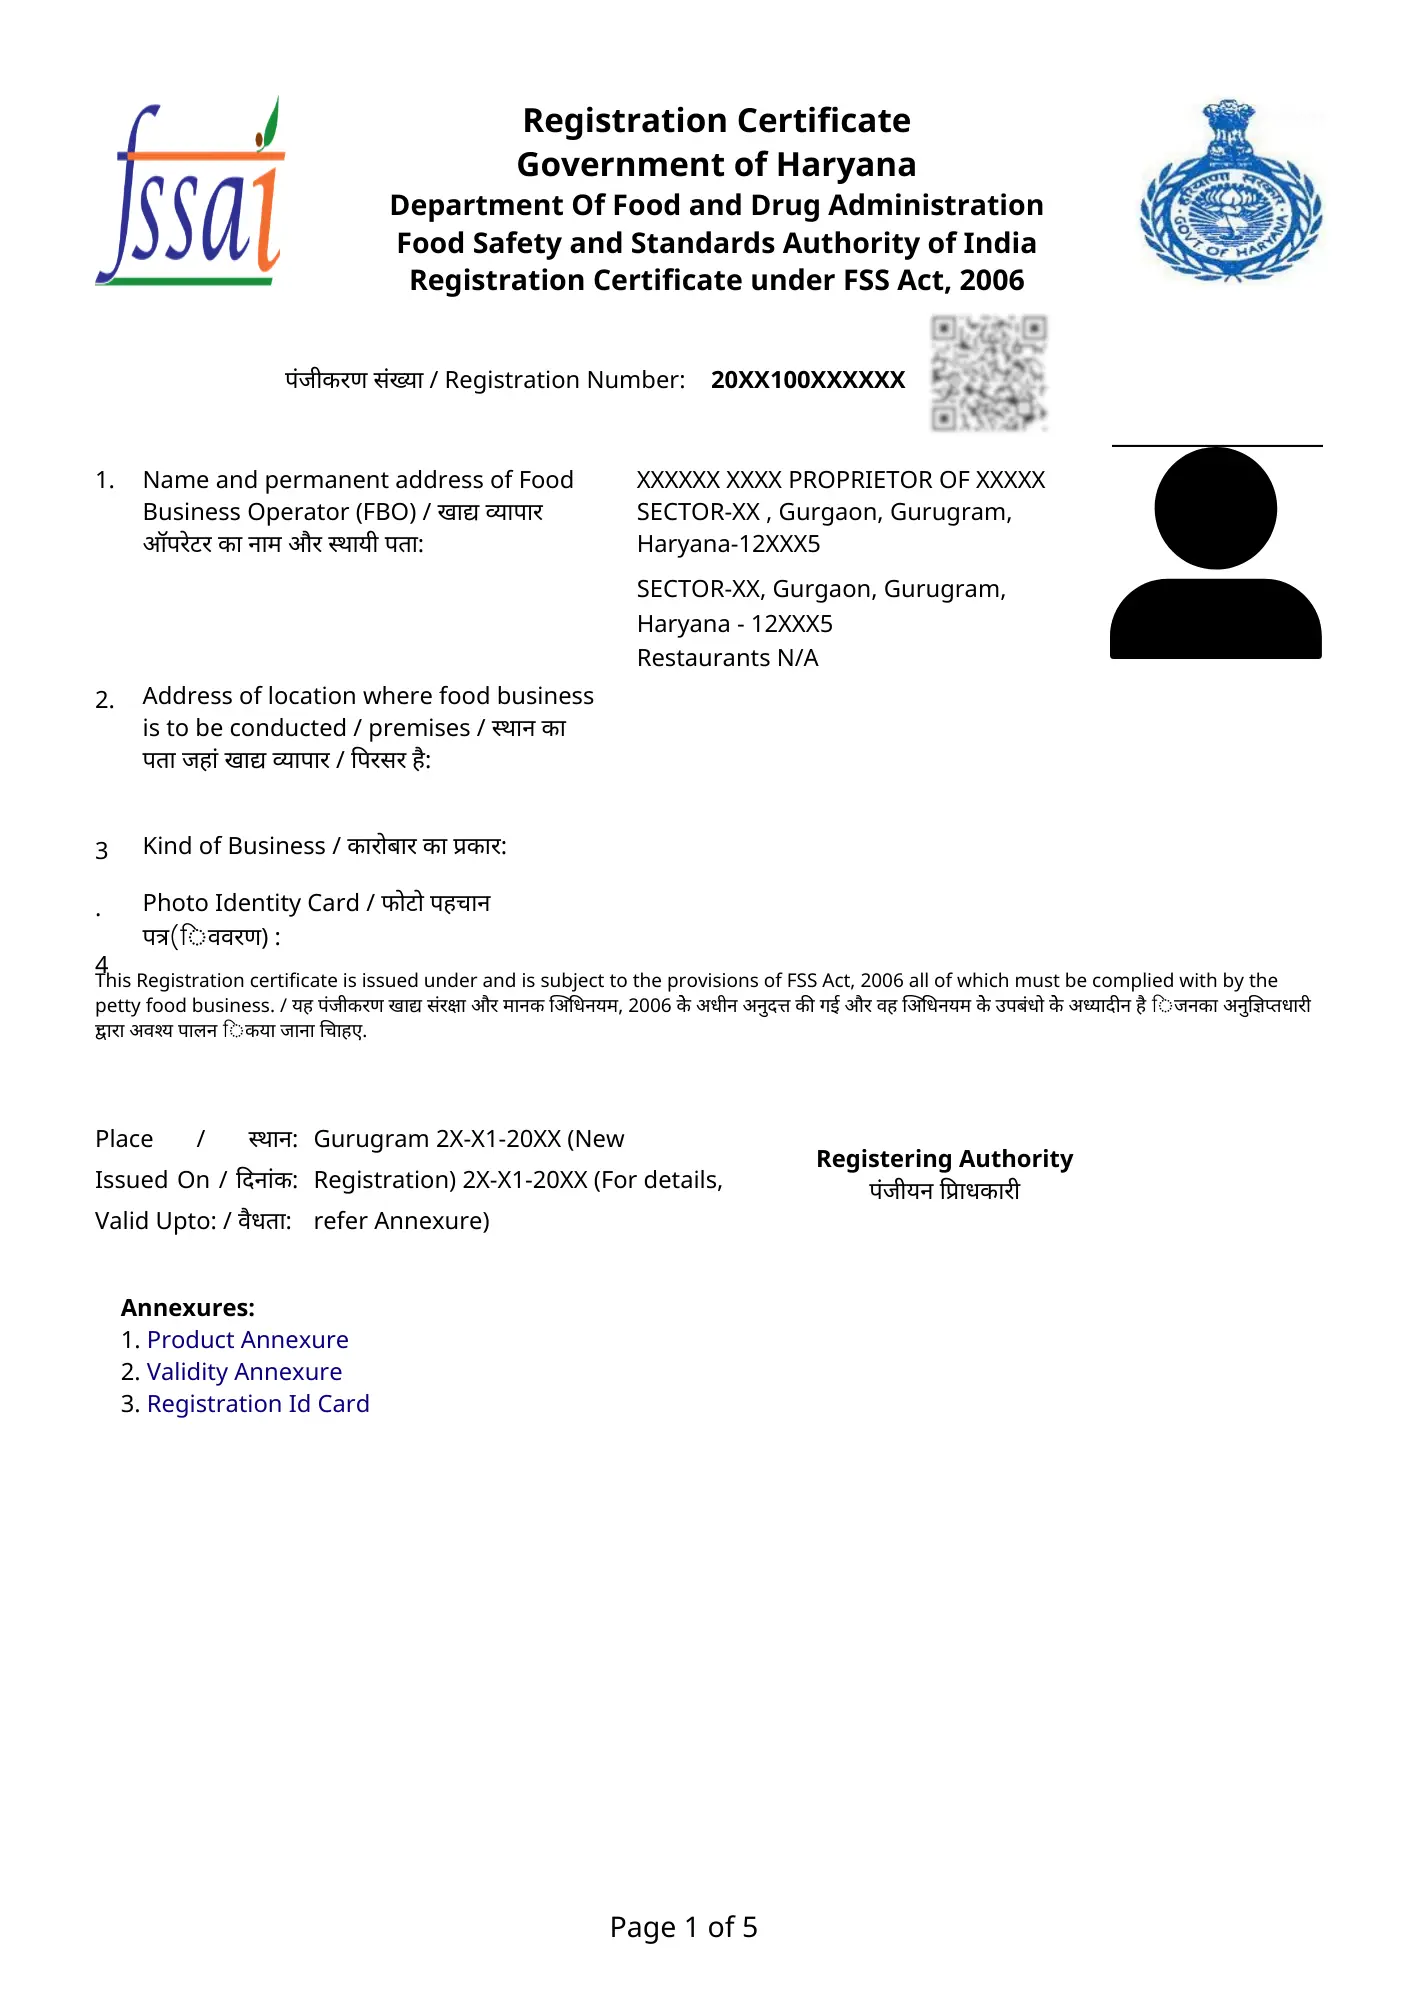 fssai
Registration Certificate
Government of Haryana
Department Of Food and Drug Administration
Food Safety and Standards Authority of India
Registration Certificate under FSS Act, 2006
हरियाणा सरकार
GOVT. OF HARYANA
पंजीकरण संख्या / Registration Number: 20XX100XXXXXX
1. Name and permanent address of Food
Business Operator (FBO) / खाद्य व्यापार
ऑपरेटर का नाम और स्थायी पता:
XXXXXX XXXX PROPRIETOR OF XXXXX
SECTOR-XX , Gurgaon, Gurugram,
Haryana-12XXX5
SECTOR-XX, Gurgaon, Gurugram,
Haryana - 12XXX5
Restaurants N/A
2. Address of location where food business
is to be conducted / premises / स्थान का
पता जहां खाद्य व्यापार / पिरसर है:
3 Kind of Business / कारोबार का प्रकार:
. Photo Identity Card / फोटो पहचान
पत्र(िववरण) :
4
This Registration certificate is issued under and is subject to the provisions of FSS Act, 2006 all of which must be complied with by the
petty food business. / यह पंजीकरण खाद्य संरक्षा और मानक अिधिनयम, 2006 के अधीन अनुदत्त की गई और वह अिधिनयम के उपबंधो के अध्यादीन है िजनका अनुज्ञिप्तधारी
द्वारा अवश्य पालन िकया जाना चािहए.
Place / स्थान: Gurugram 2X-X1-20XX (New
Issued On / दिनांक: Registration) 2X-X1-20XX (For details,
Valid Upto: / वैधता: refer Annexure)
Registering Authority
पंजीयन प्रािधकारी
Annexures:
1. Product Annexure
2. Validity Annexure
3. Registration Id Card
Page 1 of 5